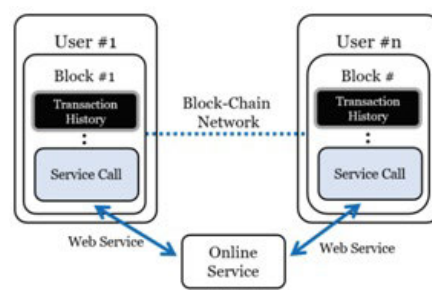 User #1
Block #1
Transaction
History
⋮
Service Call
Block-Chain
Network
User #n
Block #
Transaction
History
⋮
Service Call
Web Service
Online
Service
Web Service